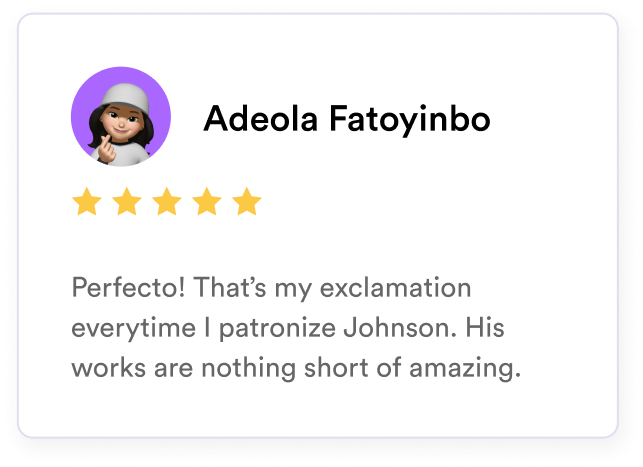 Adeola Fatoyinbo
Perfecto! That’s my exclamation
everytime I patronize Johnson. His
works are nothing short of amazing.